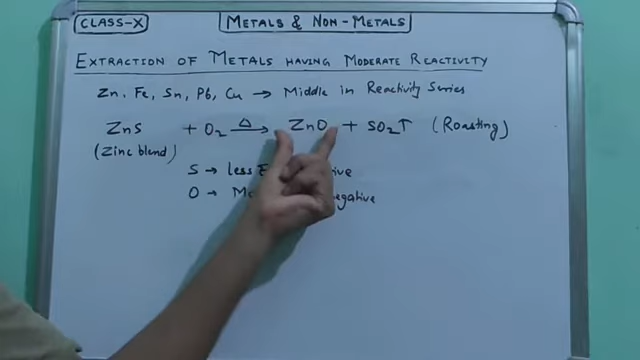 CLASS-X
METALS & NON-METALS
EXTRACTION OF METALS HAVING MODERATE REACTIVITY
Zn, Fe, Sn, Pb, Cu → Middle in Reactivity Series
ZnS + O₂ —Δ→ ZnO + SO₂↑ (Roasting)
(Zinc blend)
S → less
O →